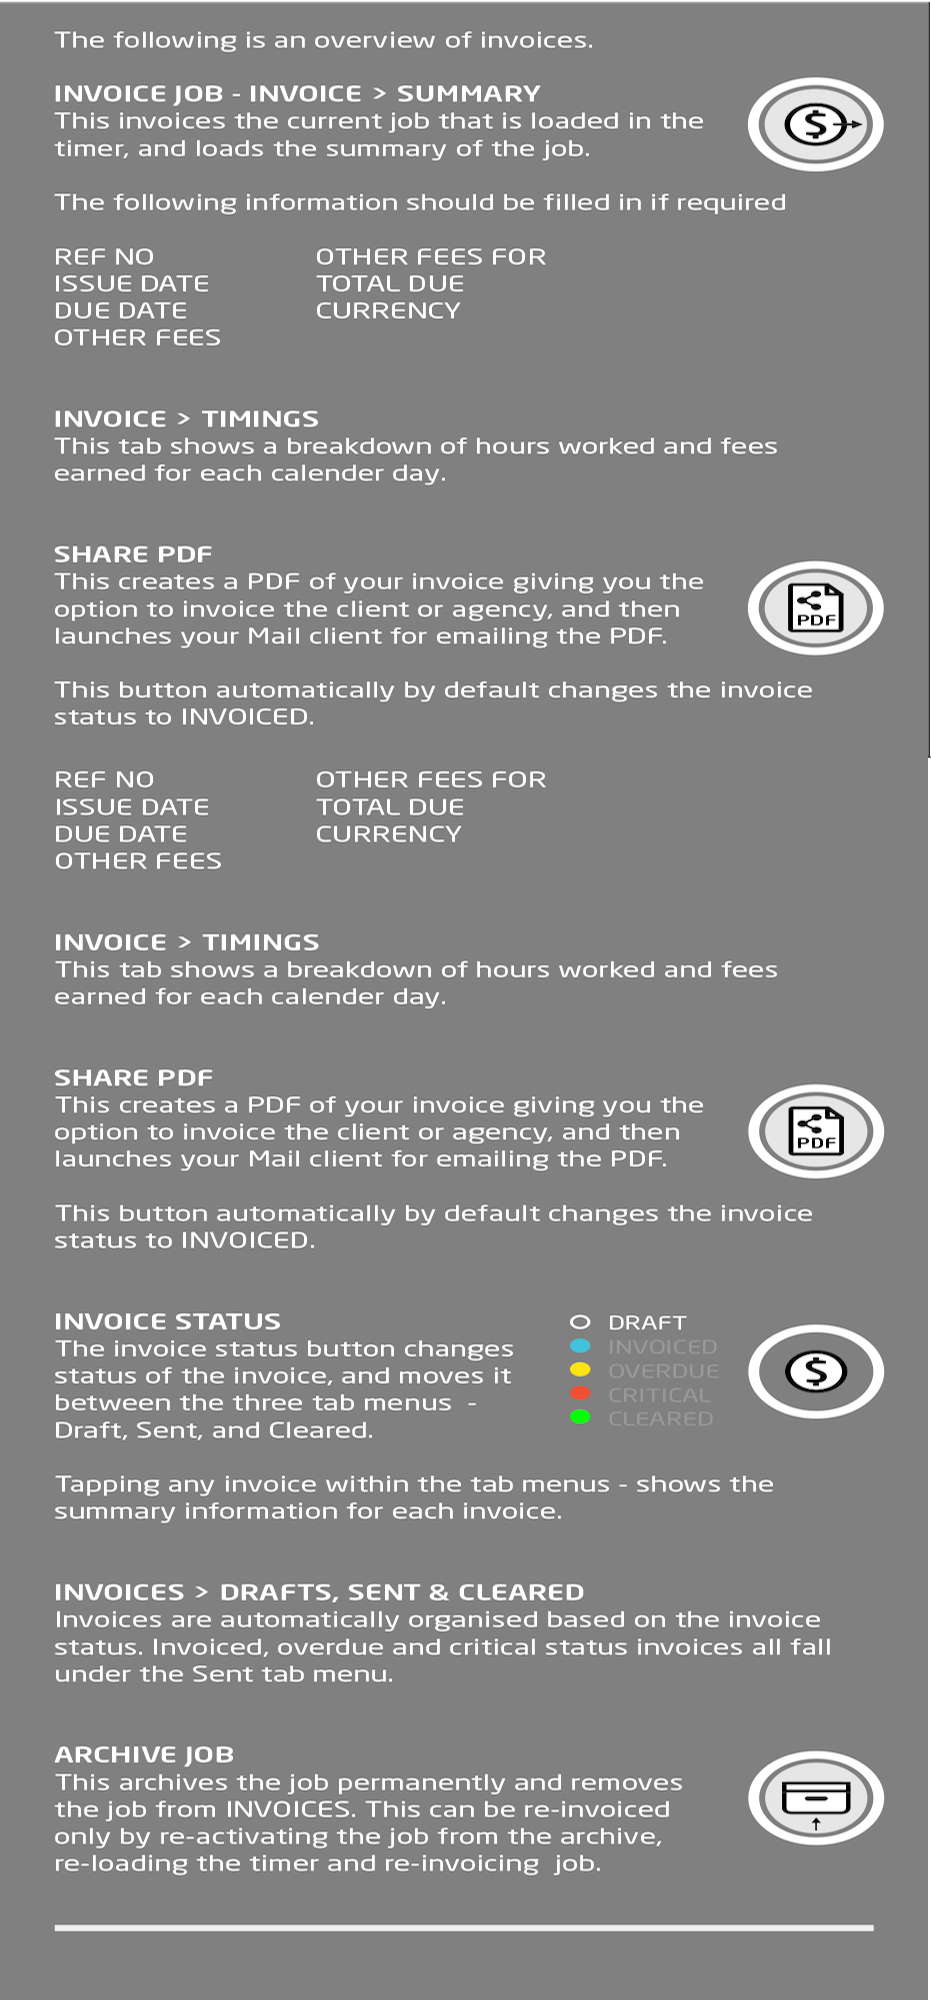 The following is an overview of invoices.
INVOICE JOB - INVOICE > SUMMARY
This invoices the current job that is loaded in the
timer, and loads the summary of the job.
The following information should be filled in if required
REF NO OTHER FEES FOR
ISSUE DATE TOTAL DUE
DUE DATE CURRENCY
OTHER FEES
INVOICE > TIMINGS
This tab shows a breakdown of hours worked and fees
earned for each calender day.
SHARE PDF
This creates a PDF of your invoice giving you the
option to invoice the client or agency, and then
launches your Mail client for emailing the PDF.
PDF
This button automatically by default changes the invoice
status to INVOICED.
REF NO OTHER FEES FOR
ISSUE DATE TOTAL DUE
DUE DATE CURRENCY
OTHER FEES
INVOICE > TIMINGS
This tab shows a breakdown of hours worked and fees
earned for each calender day.
SHARE PDF
This creates a PDF of your invoice giving you the
option to invoice the client or agency, and then
launches your Mail client for emailing the PDF.
PDF
This button automatically by default changes the invoice
status to INVOICED.
INVOICE STATUS
The invoice status button changes
status of the invoice, and moves it
between the three tab menus -
Draft, Sent, and Cleared.
DRAFT
INVOICED
OVERDUE
CRITICAL
CLEARED
$
Tapping any invoice within the tab menus - shows the
summary information for each invoice.
INVOICES > DRAFTS, SENT & CLEARED
Invoices are automatically organised based on the invoice
status. Invoiced, overdue and critical status invoices all fall
under the Sent tab menu.
ARCHIVE JOB
This archives the job permanently and removes
the job from INVOICES. This can be re-invoiced
only by re-activating the job from the archive,
re-loading the timer and re-invoicing job.